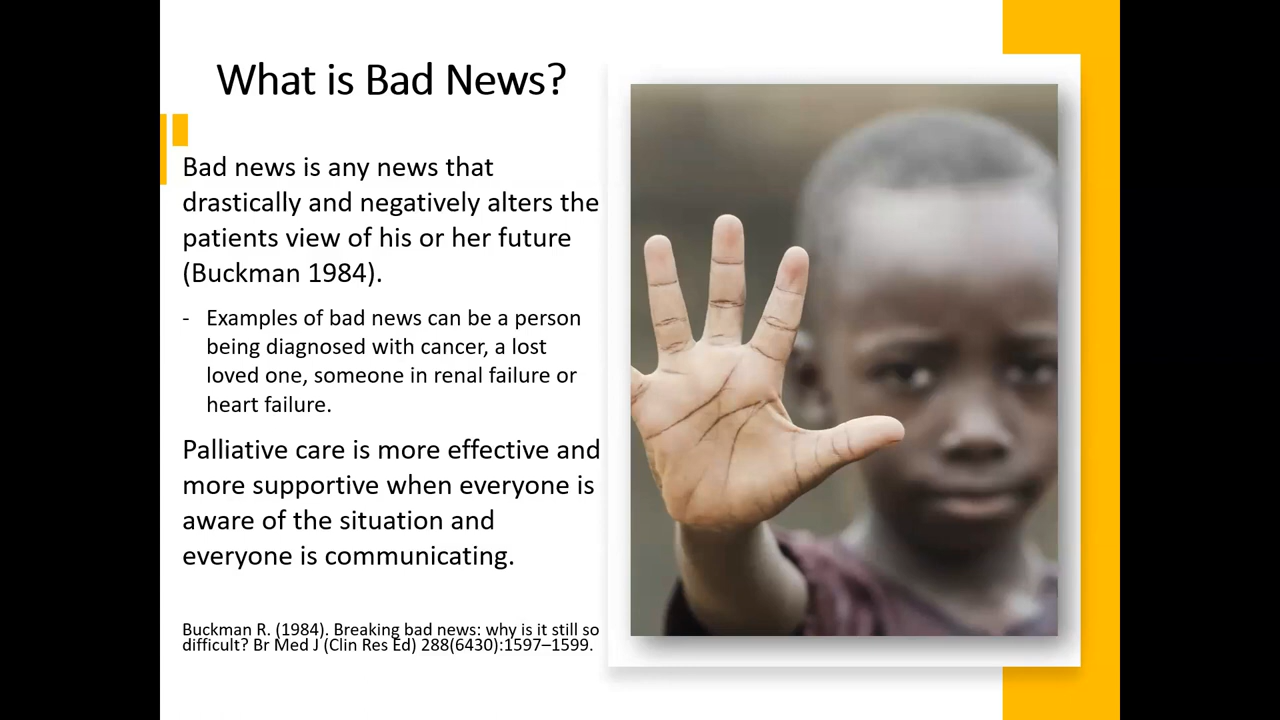 What is Bad News?
Bad news is any news that
drastically and negatively alters the
patients view of his or her future
(Buckman 1984).
- Examples of bad news can be a person
being diagnosed with cancer, a lost
loved one, someone in renal failure or
heart failure.
Palliative care is more effective and
more supportive when everyone is
aware of the situation and
everyone is communicating.
Buckman R. (1984). Breaking bad news: why is it still so
difficult? Br Med J (Clin Res Ed) 288(6430):1597–1599.